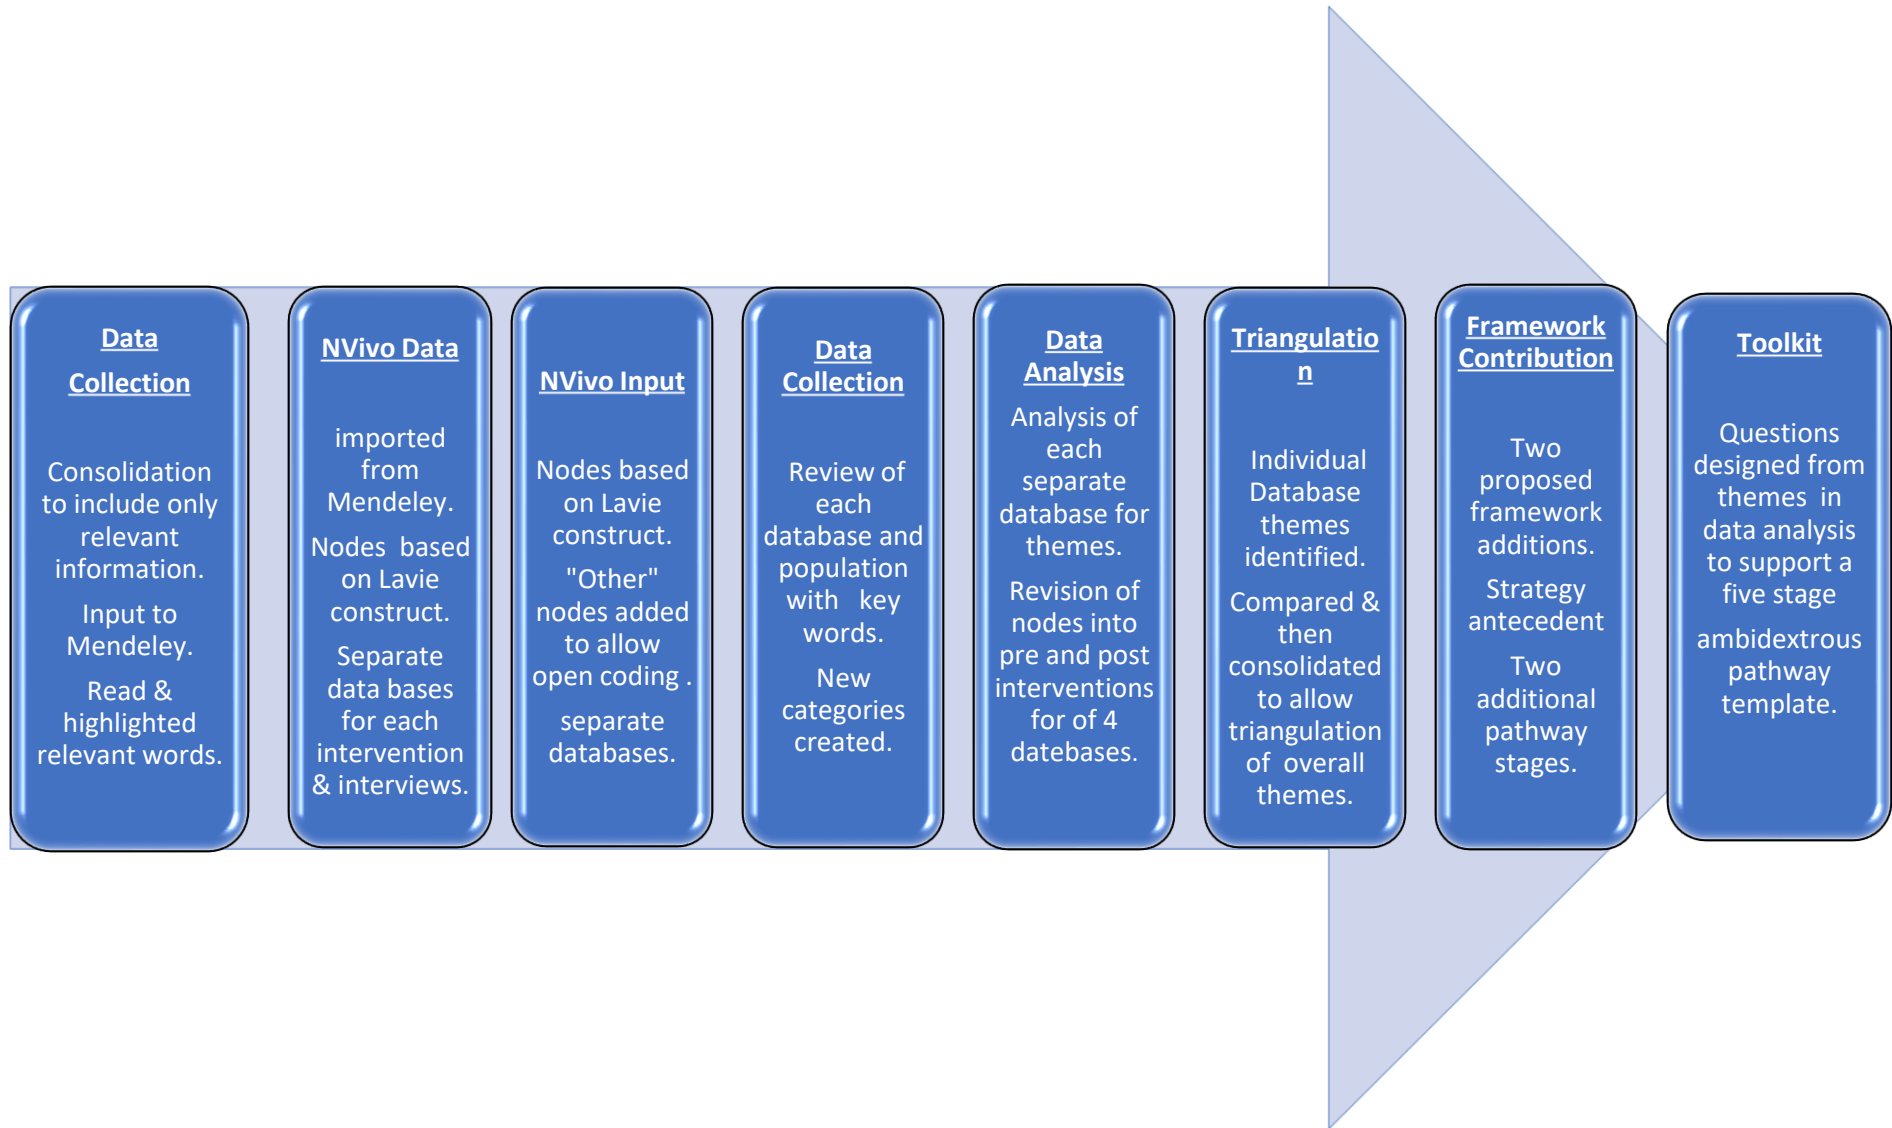 Data
Collection
Consolidation
to include only
relevant
information.
Input to
Mendeley.
Read &
highlighted
relevant words.
NVivo Data
imported
from
Mendeley.
Nodes based
on Lavie
construct.
Separate
data bases
for each
intervention
& interviews.
NVivo Input
Nodes based
on Lavie
construct.
"Other"
nodes added
to allow
open coding .
separate
databases.
Data
Collection
Review of
each
database and
population
with key
words.
New
categories
created.
Data
Analysis
Analysis of
each
separate
database for
themes.
Revision of
nodes into
pre and post
interventions
for of 4
datebases.
Triangulatio
n
Individual
Database
themes
identified.
Compared &
then
consolidated
to allow
triangulation
of overall
themes.
Framework
Contribution
Two
proposed
framework
additions.
Strategy
antecedent
Two
additional
pathway
stages.
Toolkit
Questions
designed from
themes in
data analysis
to support a
five stage
ambidextrous
pathway
template.